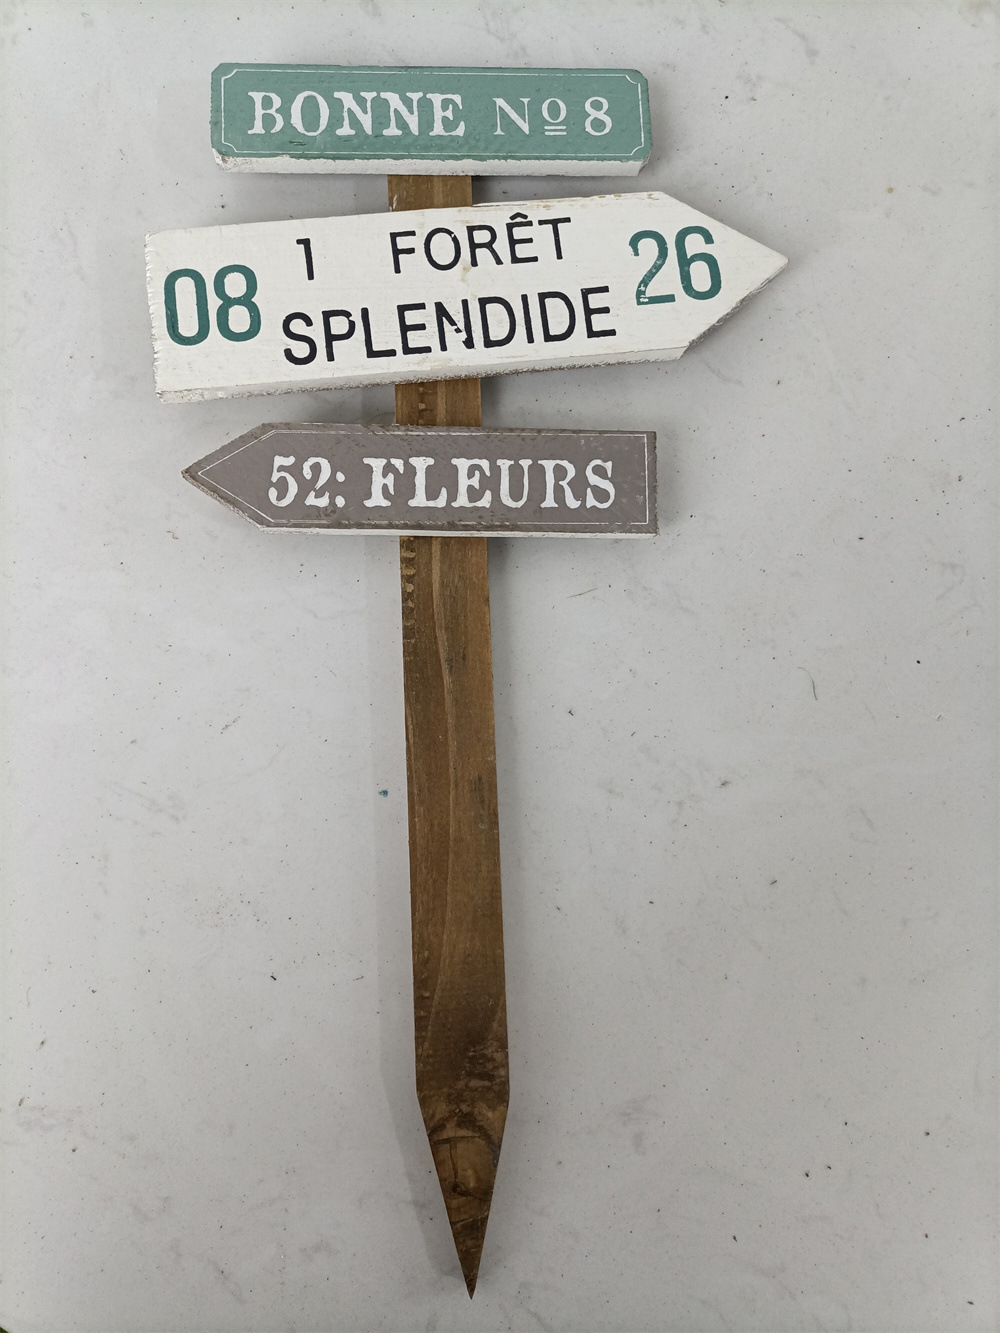 BONNE Nº 8
1 FORÊT
08 26
SPLENDIDE
52: FLEURS